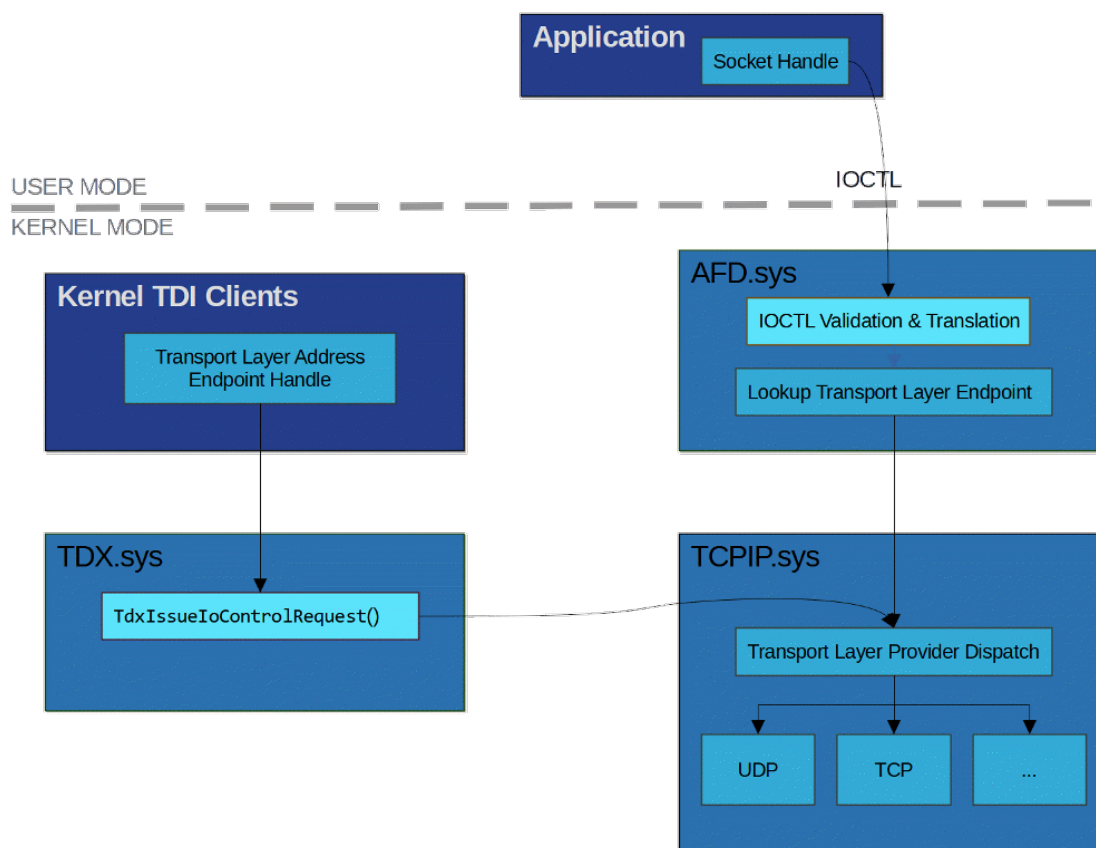 Application
Socket Handle
USER MODE
IOCTL
KERNEL MODE
Kernel TDI Clients
Transport Layer Address
Endpoint Handle
AFD.sys
IOCTL Validation & Translation
Lookup Transport Layer Endpoint
TDX.sys
TdxIssueIoControlRequest()
TCPIP.sys
Transport Layer Provider Dispatch
UDP
TCP
...